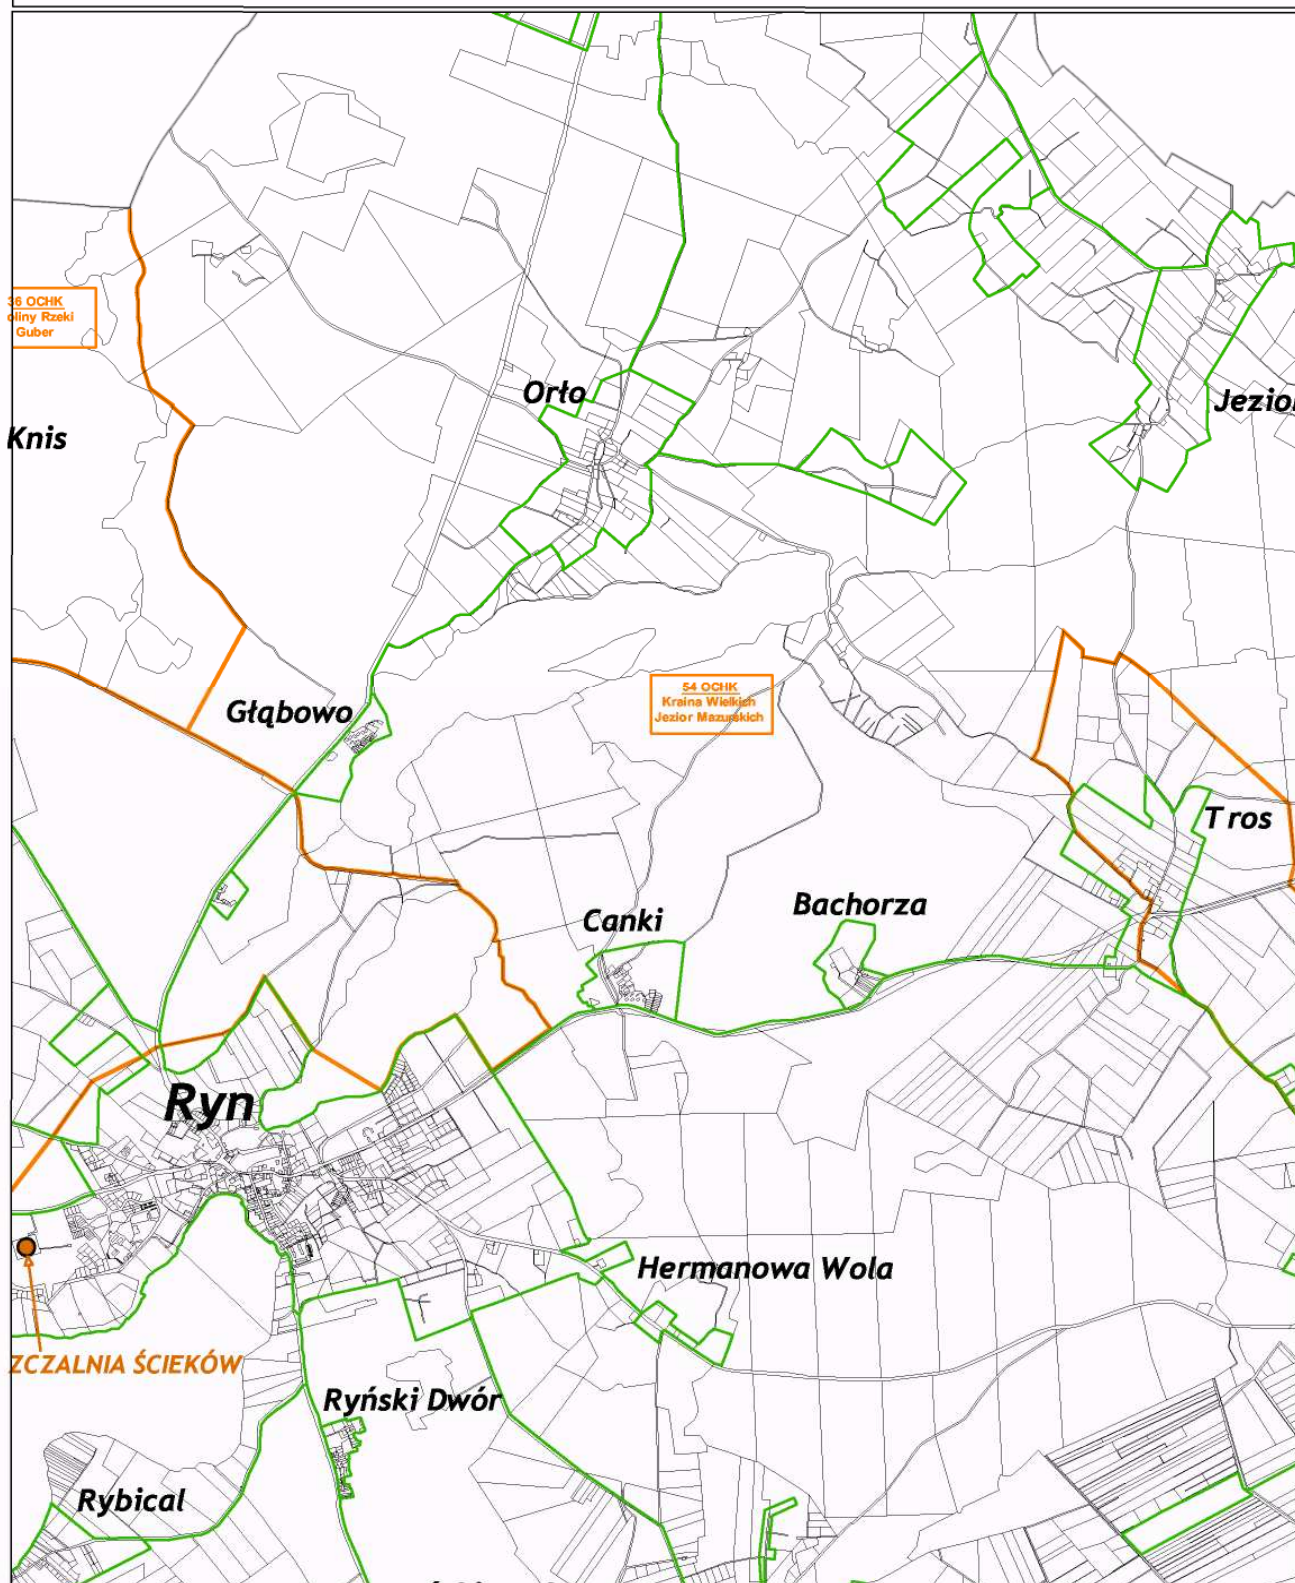 36 OCHK
oliny Rzeki
Guber
Orło
Jezior
Knis
54 OCHK
Kraina Wielkich
Jezior Mazurskich
Głąbowo
Tros
Canki
Bachorza
Ryn
Hermanowa Wola
ZCZALNIA ŚCIEKÓW
Ryński Dwór
Rybical